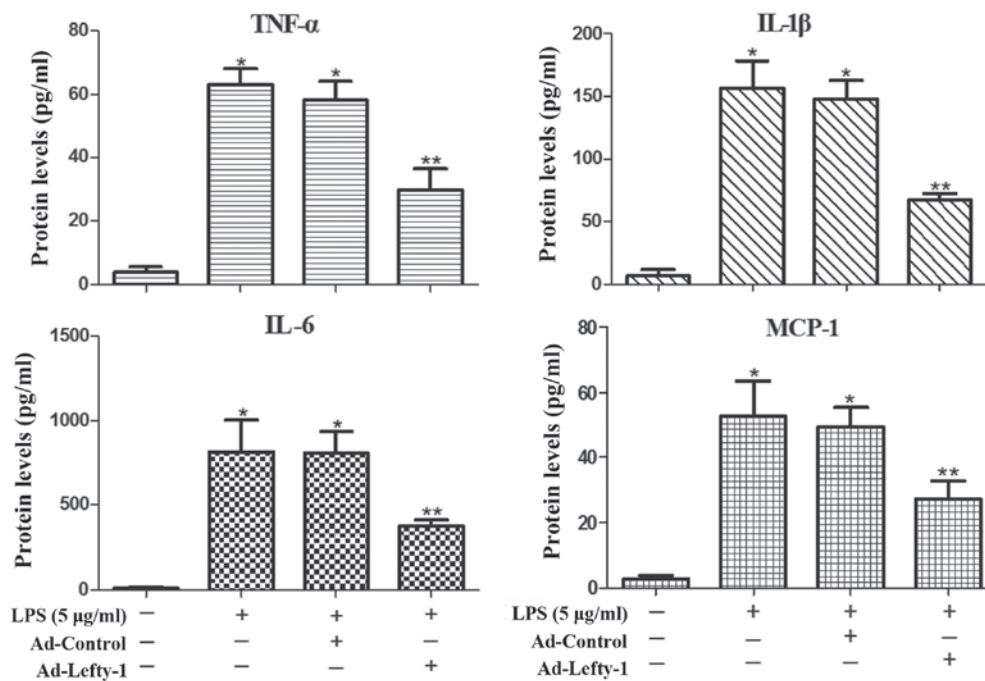 TNF-α
Protein levels (pg/ml)
80
60
40
20
0
*
*
**
IL-1β
Protein levels (pg/ml)
200
150
100
50
0
*
*
**
IL-6
Protein levels (pg/ml)
1500
1000
500
0
*
*
**
LPS (5 μg/ml) – + + +
Ad-Control – – + –
Ad-Lefty-1 – – – +
MCP-1
Protein levels (pg/ml)
80
60
40
20
0
*
*
**
LPS (5 μg/ml) – + + +
Ad-Control – – + –
Ad-Lefty-1 – – – +